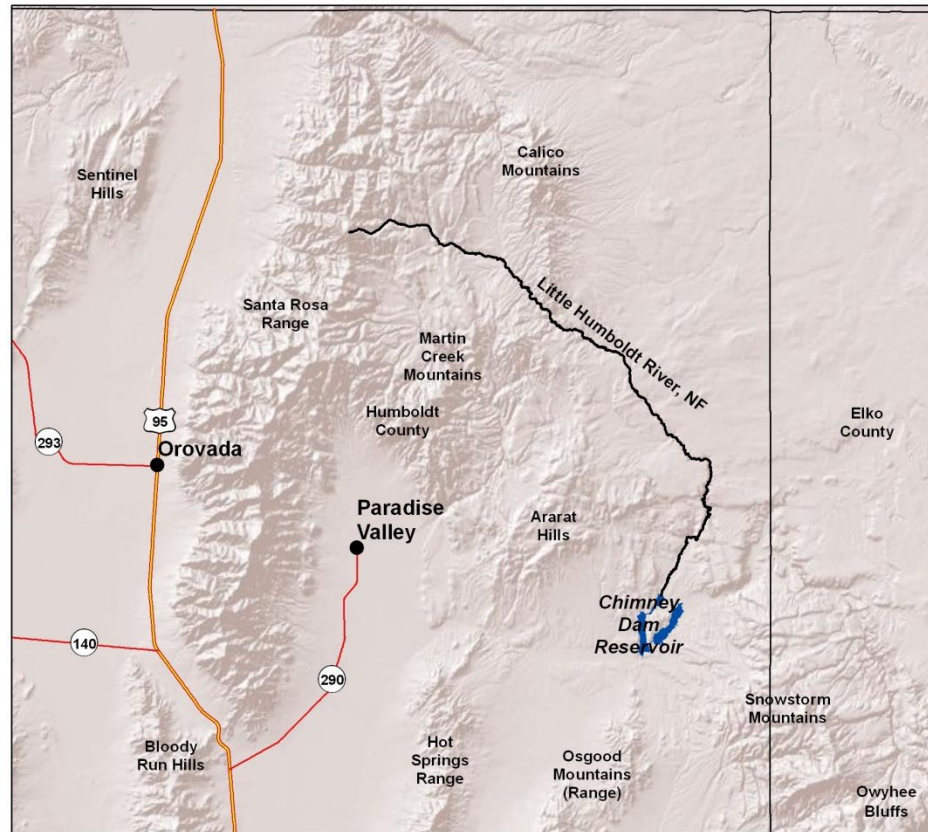 Calico
Mountains
Sentinel
Hills
Little Humboldt River, NF
Santa Rosa
Range
Martin
Creek
Mountains
95
Humboldt
County
Elko
County
293
Orovada
Paradise
Valley
Ararat
Hills
Chimney
Dam
Reservoir
140
290
Snowstorm
Mountains
Bloody
Run Hills
Hot
Springs
Range
Osgood
Mountains
(Range)
Owyhee
Bluffs